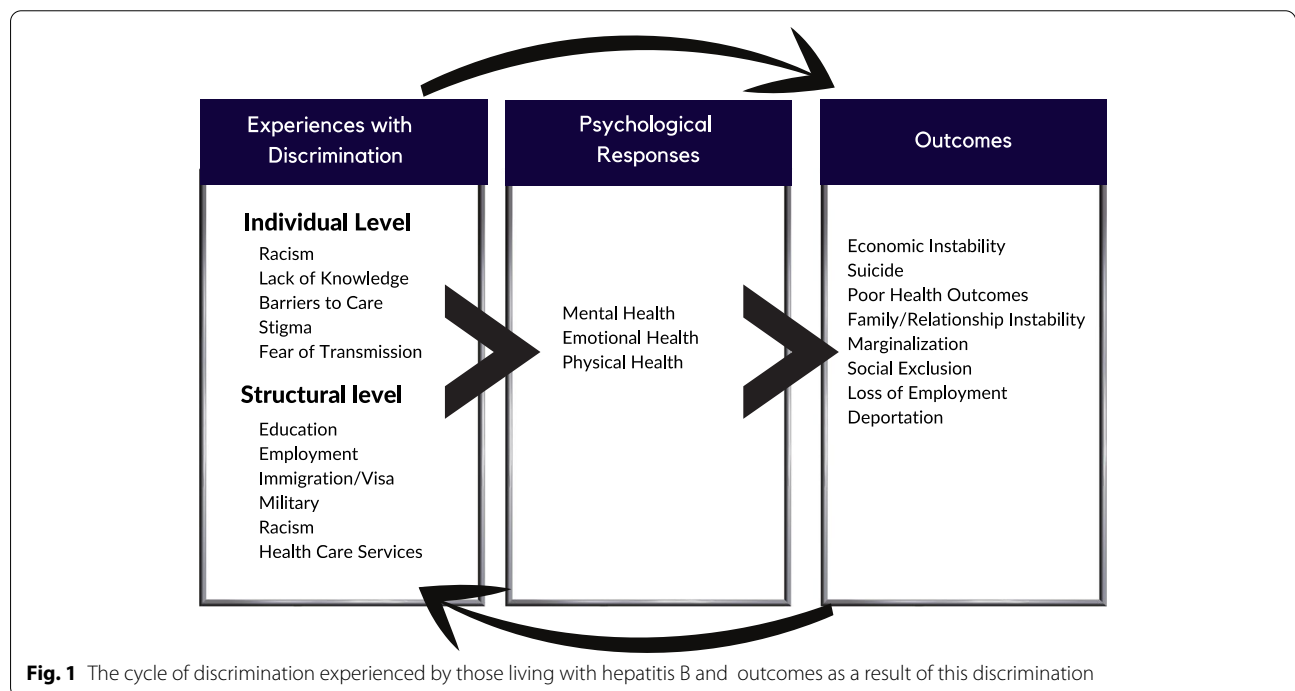 Experiences with
Discrimination
Individual Level
Racism
Lack of Knowledge
Barriers to Care
Stigma
Fear of Transmission
Structural level
Education
Employment
Immigration/Visa
Military
Racism
Health Care Services
Psychological
Responses
Mental Health
Emotional Health
Physical Health
Outcomes
Economic Instability
Suicide
Poor Health Outcomes
Family/Relationship Instability
Marginalization
Social Exclusion
Loss of Employment
Deportation
Fig. 1 The cycle of discrimination experienced by those living with hepatitis B and outcomes as a result of this discrimination